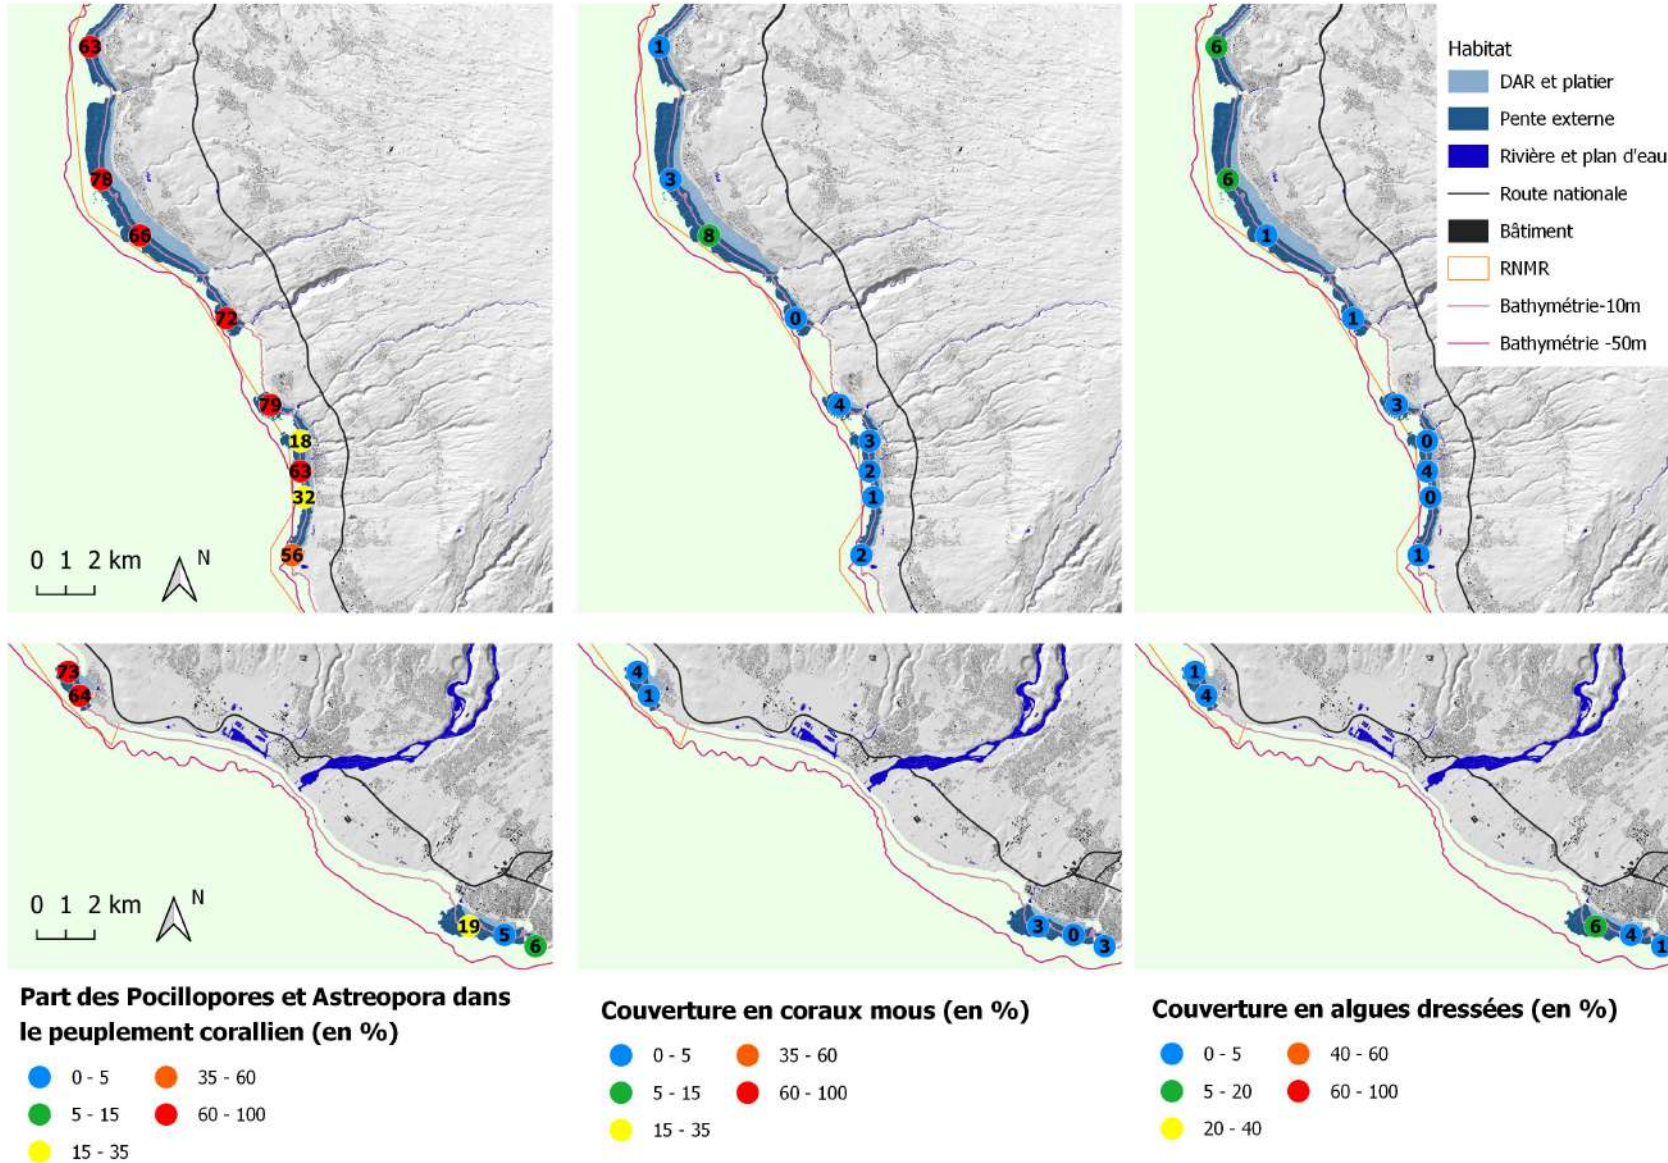 63
78
66
72
79
18
63
32
56
0 1 2 km
N
1
3
8
0
4
3
2
1
2
6
6
1
1
3
0
4
0
1
Habitat
DAR et platier
Pente externe
Rivière et plan d'eau
Route nationale
Bâtiment
RNMR
Bathymétrie-10m
Bathymétrie -50m
73
64
19
5
6
0 1 2 km
N
4
1
3
0
3
1
4
6
4
1
Part des Pocillopores et Astreopora dans
le peuplement corallien (en %)
0 - 5
35 - 60
5 - 15
60 - 100
15 - 35
Couverture en coraux mous (en %)
0 - 5
35 - 60
5 - 15
60 - 100
15 - 35
Couverture en algues dressées (en %)
0 - 5
40 - 60
5 - 20
60 - 100
20 - 40